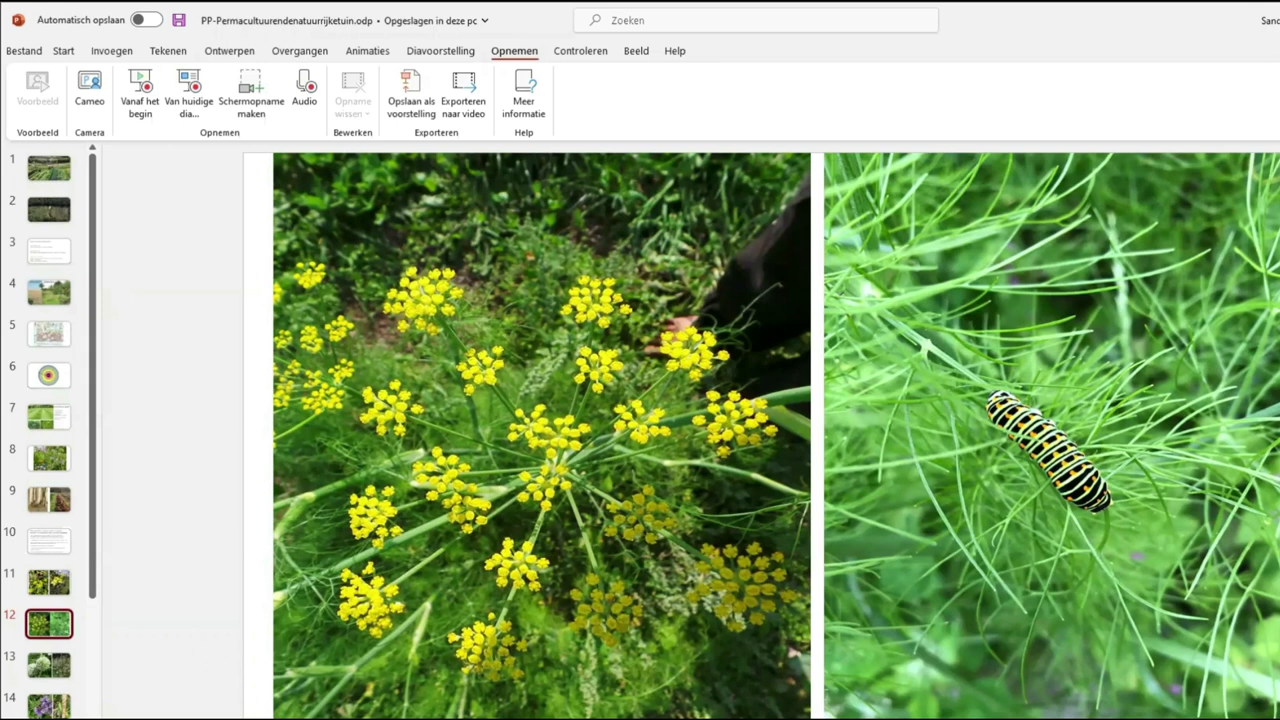 Automatisch opslaan
PP-Permacultuurendenatuurrijketuin.odp • Opgeslagen in deze pc
Zoeken
Sanc
Bestand Start Invoegen Tekenen Ontwerpen Overgangen Animaties Diavoorstelling Opnemen Controleren Beeld Help
Voorbeeld
Cameo
Vanaf het begin
Van huidige dia...
Schermopname maken
Audio
Opname wissen
Opslaan als voorstelling
Exporteren naar video
Meer informatie
Voorbeeld Camera Opnemen Bewerken Exporteren Help
1
2
3
4
5
6
7
8
9
10
11
12
13
14